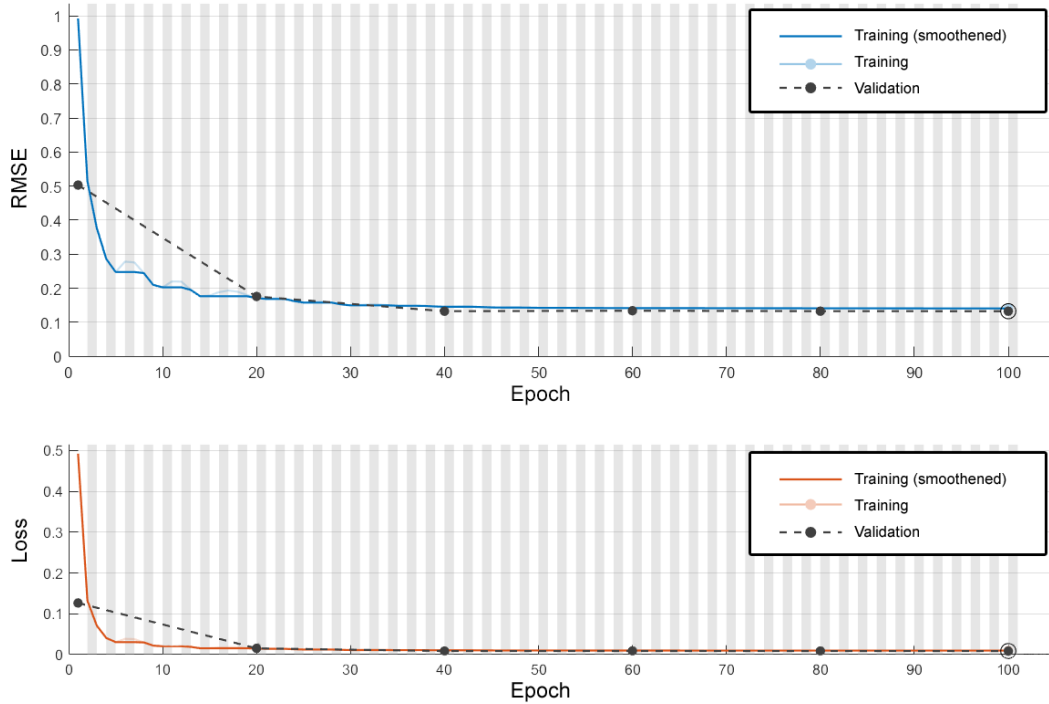 1
0.9
0.8
0.7
0.6
0.5
0.4
0.3
0.2
0.1
0
RMSE
Training (smoothened)
Training
Validation
0 10 20 30 40 50 60 70 80 90 100
Epoch
0.5
0.4
0.3
0.2
0.1
0
Loss
Training (smoothened)
Training
Validation
0 10 20 30 40 50 60 70 80 90 100
Epoch